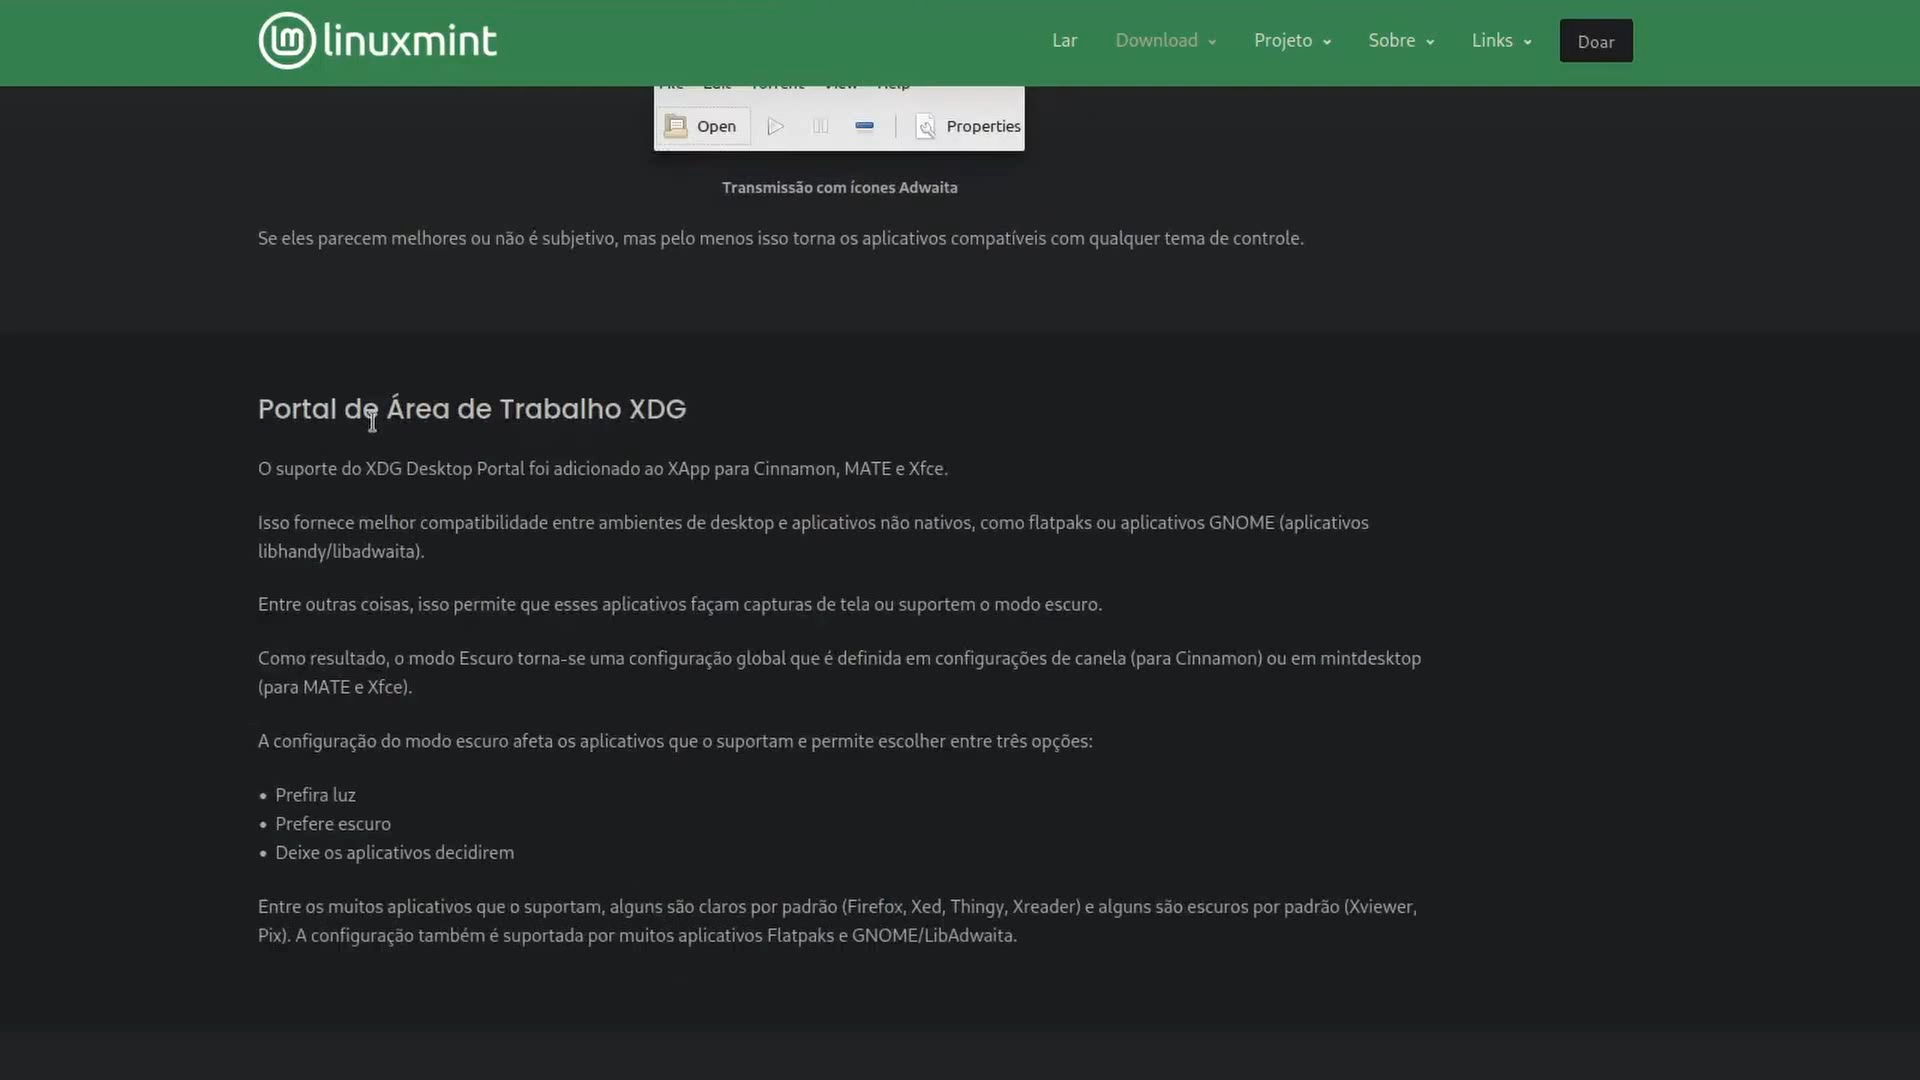 linuxmint
Lar Download Projeto Sobre Links Doar
File Edit Torrent View Help
Open Properties
Transmissão com ícones Adwaita
Se eles parecem melhores ou não é subjetivo, mas pelo menos isso torna os aplicativos compatíveis com qualquer tema de controle.
Portal de Área de Trabalho XDG
O suporte do XDG Desktop Portal foi adicionado ao XApp para Cinnamon, MATE e Xfce.
Isso fornece melhor compatibilidade entre ambientes de desktop e aplicativos não nativos, como flatpaks ou aplicativos GNOME (aplicativos
libhandy/libadwaita).
Entre outras coisas, isso permite que esses aplicativos façam capturas de tela ou suportem o modo escuro.
Como resultado, o modo Escuro torna-se uma configuração global que é definida em configurações de canela (para Cinnamon) ou em mintdesktop
(para MATE e Xfce).
A configuração do modo escuro afeta os aplicativos que o suportam e permite escolher entre três opções:
• Prefira luz
• Prefere escuro
• Deixe os aplicativos decidirem
Entre os muitos aplicativos que o suportam, alguns são claros por padrão (Firefox, Xed, Thingy, Xreader) e alguns são escuros por padrão (Xviewer,
Pix). A configuração também é suportada por muitos aplicativos Flatpaks e GNOME/LibAdwaita.